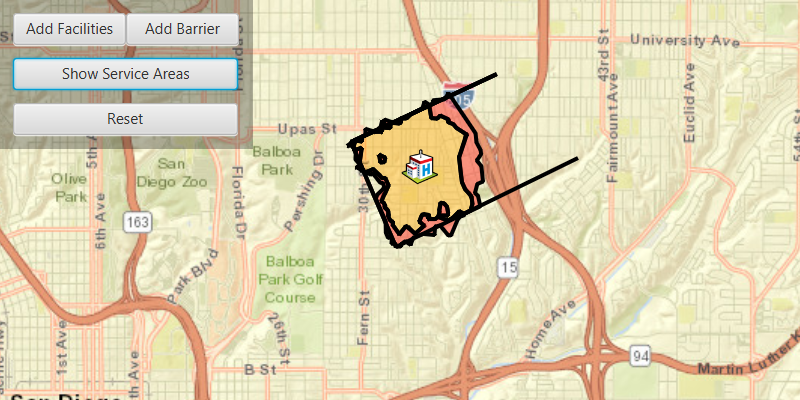 Add Facilities
Add Barrier
Show Service Areas
Reset
University Ave
43rd St
Fairmount Ave
Euclid Ave
54th St
Upas St
Balboa
Park
San
Diego Zoo
Olive
Park
5th A
6th Ave
Florida Dr
Pershing Dr
30th
163
Park Blvd
Balboa
Park Golf
Course
Fern St
26th St
B St
1st Ave
th Ave
15
Home Ave
94
Martin Luther K
San Diego
H